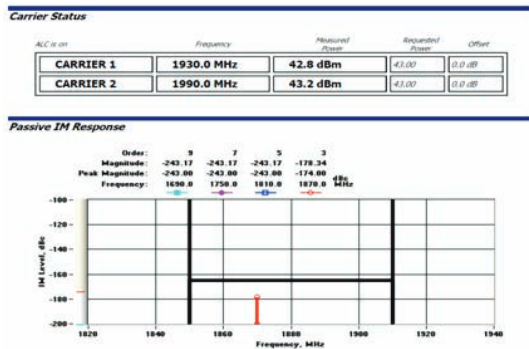 Carrier Status
ALC is on Frequency Measured Power Requested Power Offset
CARRIER 1 1930.0 MHz 42.8 dBm 43.00 0.0 dB
CARRIER 2 1990.0 MHz 43.2 dBm 43.00 0.0 dB
Passive IM Response
Order: 9 7 5 3
Magnitude: -243.17 -243.17 -243.17 -178.34 dBc
Peak Magnitude: -243.00 -243.00 -243.00 -174.00
Frequency: 1690.0 1750.0 1810.0 1870.0 MHz
IM Level, dBc
-100
-120
-140
-160
-180
-200
1820 1840 1860 1880 1900 1920 1940
Frequency, MHz